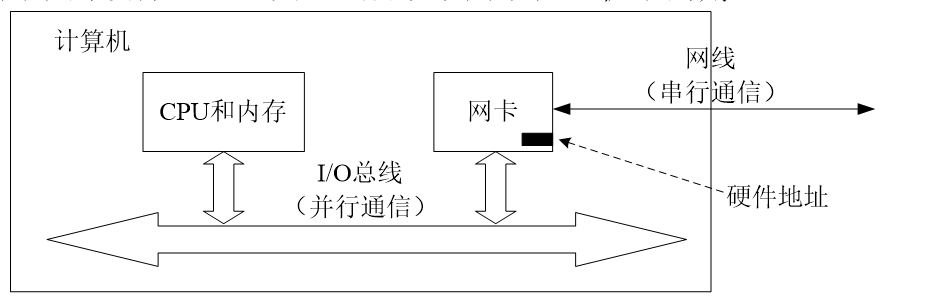 计算机
网线
（串行通信）
CPU和内存
网卡
I/O总线
（并行通信）
硬件地址